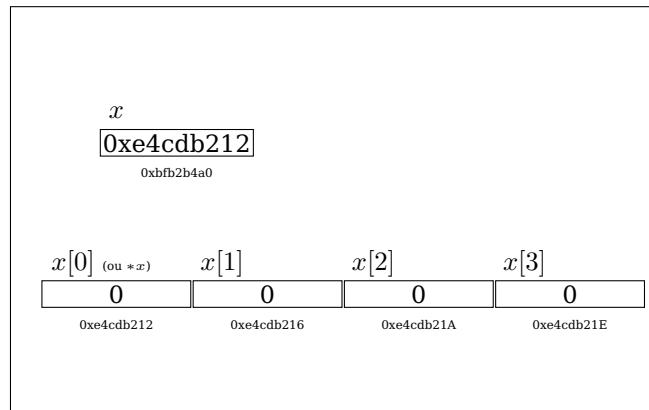 x
0xe4cdb212
0xbfb2b4a0
x[0] (ou *x) x[1] x[2] x[3]
0 0 0 0
0xe4cdb212 0xe4cdb216 0xe4cdb21A 0xe4cdb21E